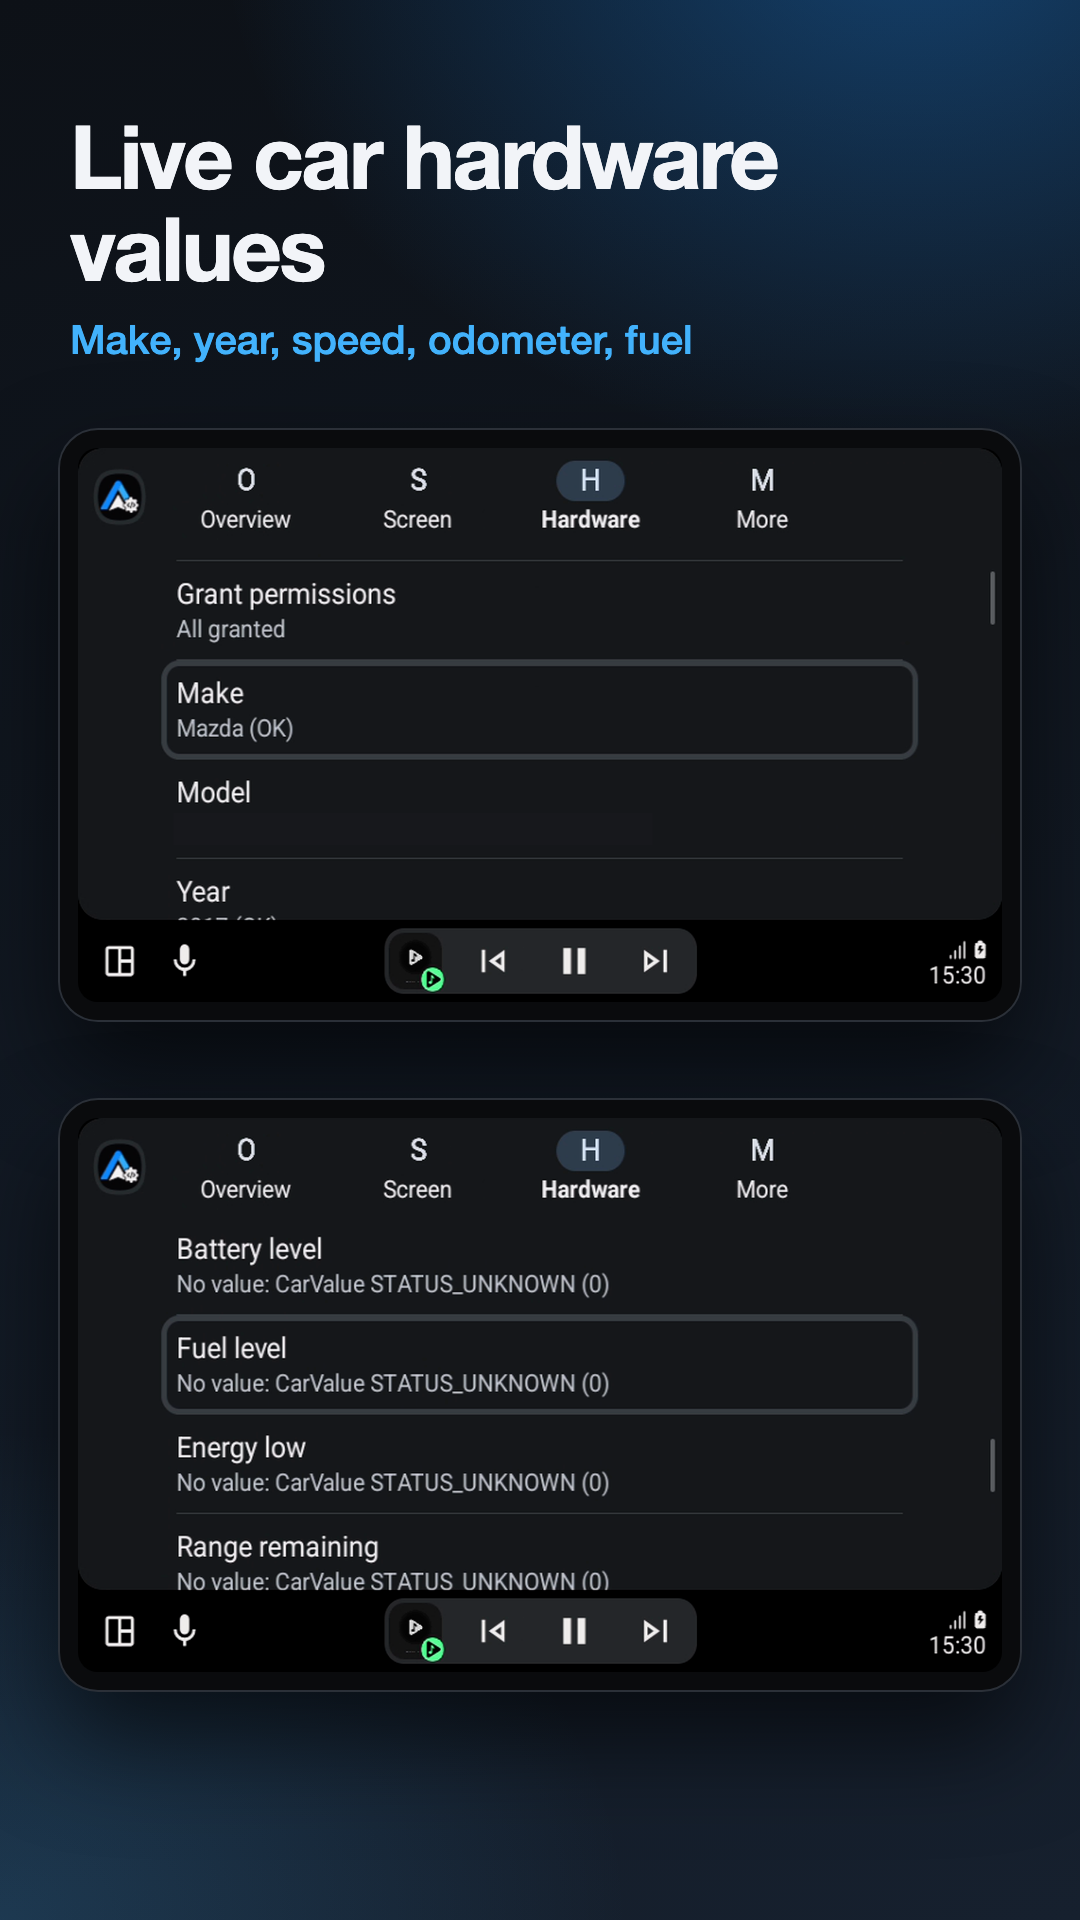 Live car hardware
values
Make, year, speed, odometer, fuel
O
S
H
M
Overview
Screen
Hardware
More
Grant permissions
All granted
Make
Mazda (OK)
Model
Year
15:30
O
S
H
M
Overview
Screen
Hardware
More
Battery level
No value: CarValue STATUS_UNKNOWN (0)
Fuel level
No value: CarValue STATUS_UNKNOWN (0)
Energy low
No value: CarValue STATUS_UNKNOWN (0)
Range remaining
No value: CarValue STATUS_UNKNOWN (0)
15:30